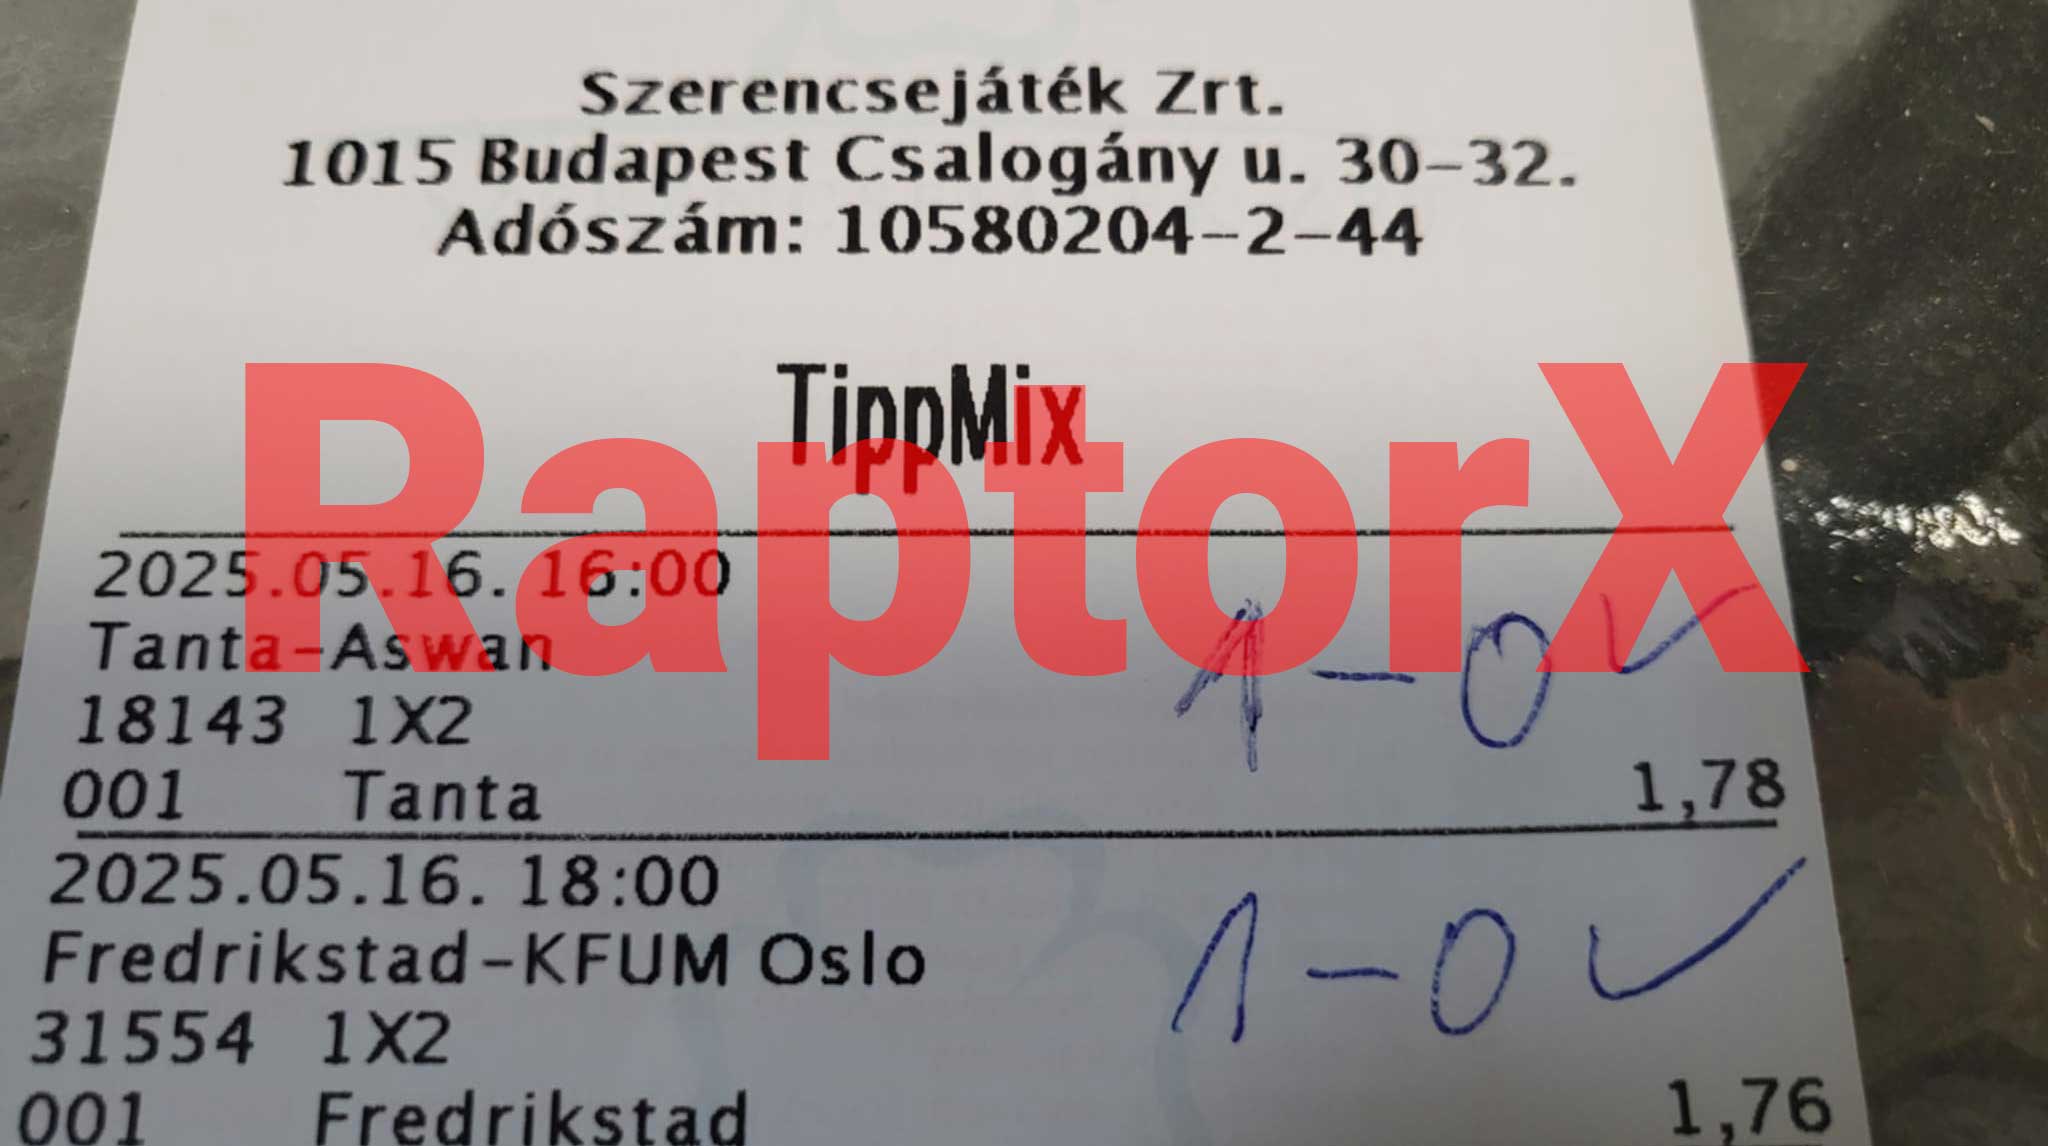 Szerencsejáték Zrt.
1015 Budapest Csalogány u. 30-32.
Adószám: 10580204-2-44
TippMix
RaptorX
2025.05.16. 16:00
Tanta-Aswan
1-0
18143 1X2
001 Tanta 1,78
2025.05.16. 18:00
Fredrikstad-KFUM Oslo
1-0
31554 1X2
001 Fredrikstad 1,76